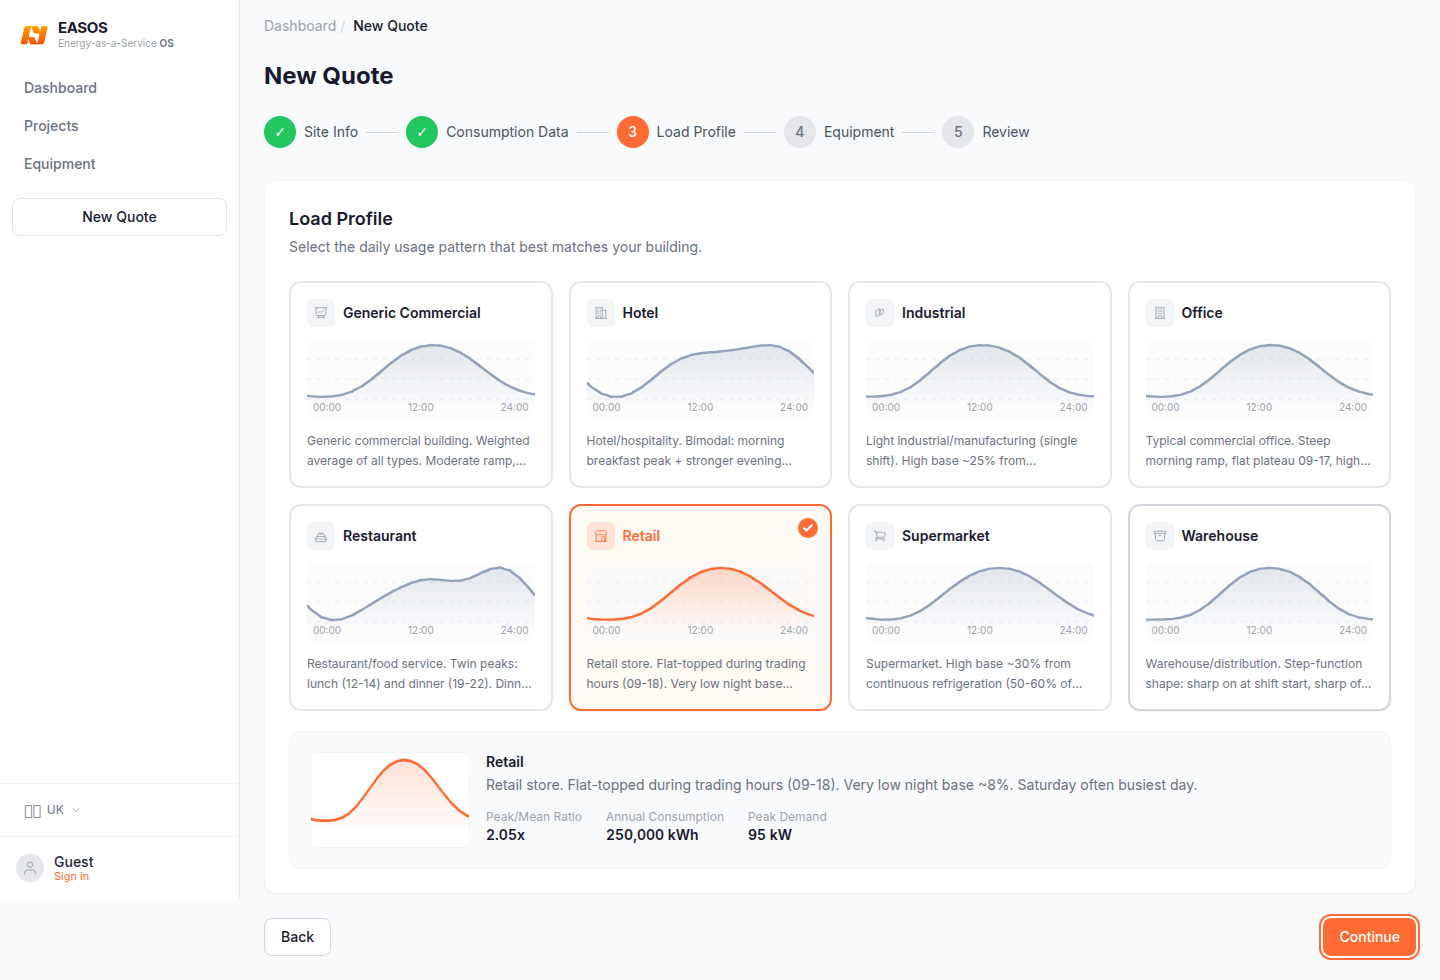 EASOS
Energy-as-a-Service OS
Dashboard
Projects
Equipment
New Quote
UK
Guest
Sign in
Dashboard / New Quote
New Quote
✓ Site Info
✓ Consumption Data
3 Load Profile
4 Equipment
5 Review
Load Profile
Select the daily usage pattern that best matches your building.
Generic Commercial
00:00 12:00 24:00
Generic commercial building. Weighted
average of all types. Moderate ramp,...
Hotel
00:00 12:00 24:00
Hotel/hospitality. Bimodal: morning
breakfast peak + stronger evening...
Industrial
00:00 12:00 24:00
Light industrial/manufacturing (single
shift). High base ~25% from...
Office
00:00 12:00 24:00
Typical commercial office. Steep
morning ramp, flat plateau 09-17, high...
Restaurant
00:00 12:00 24:00
Restaurant/food service. Twin peaks:
lunch (12-14) and dinner (19-22). Dinn...
Retail
00:00 12:00 24:00
Retail store. Flat-topped during trading
hours (09-18). Very low night base...
Supermarket
00:00 12:00 24:00
Supermarket. High base ~30% from
continuous refrigeration (50-60% of...
Warehouse
00:00 12:00 24:00
Warehouse/distribution. Step-function
shape: sharp on at shift start, sharp of...
Retail
Retail store. Flat-topped during trading hours (09-18). Very low night base ~8%. Saturday often busiest day.
Peak/Mean Ratio
2.05x
Annual Consumption
250,000 kWh
Peak Demand
95 kW
Back
Continue